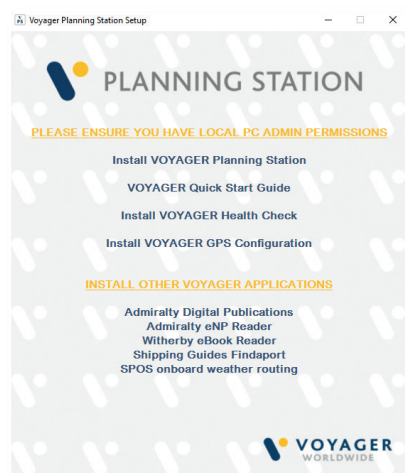 Voyager Planning Station Setup
PLANNING STATION
PLEASE ENSURE YOU HAVE LOCAL PC ADMIN PERMISSIONS
Install VOYAGER Planning Station
VOYAGER Quick Start Guide
Install VOYAGER Health Check
Install VOYAGER GPS Configuration
INSTALL OTHER VOYAGER APPLICATIONS
Admiralty Digital Publications
Admiralty eNP Reader
Witherby eBook Reader
Shipping Guides Findaport
SPOS onboard weather routing
VOYAGER
WORLDWIDE